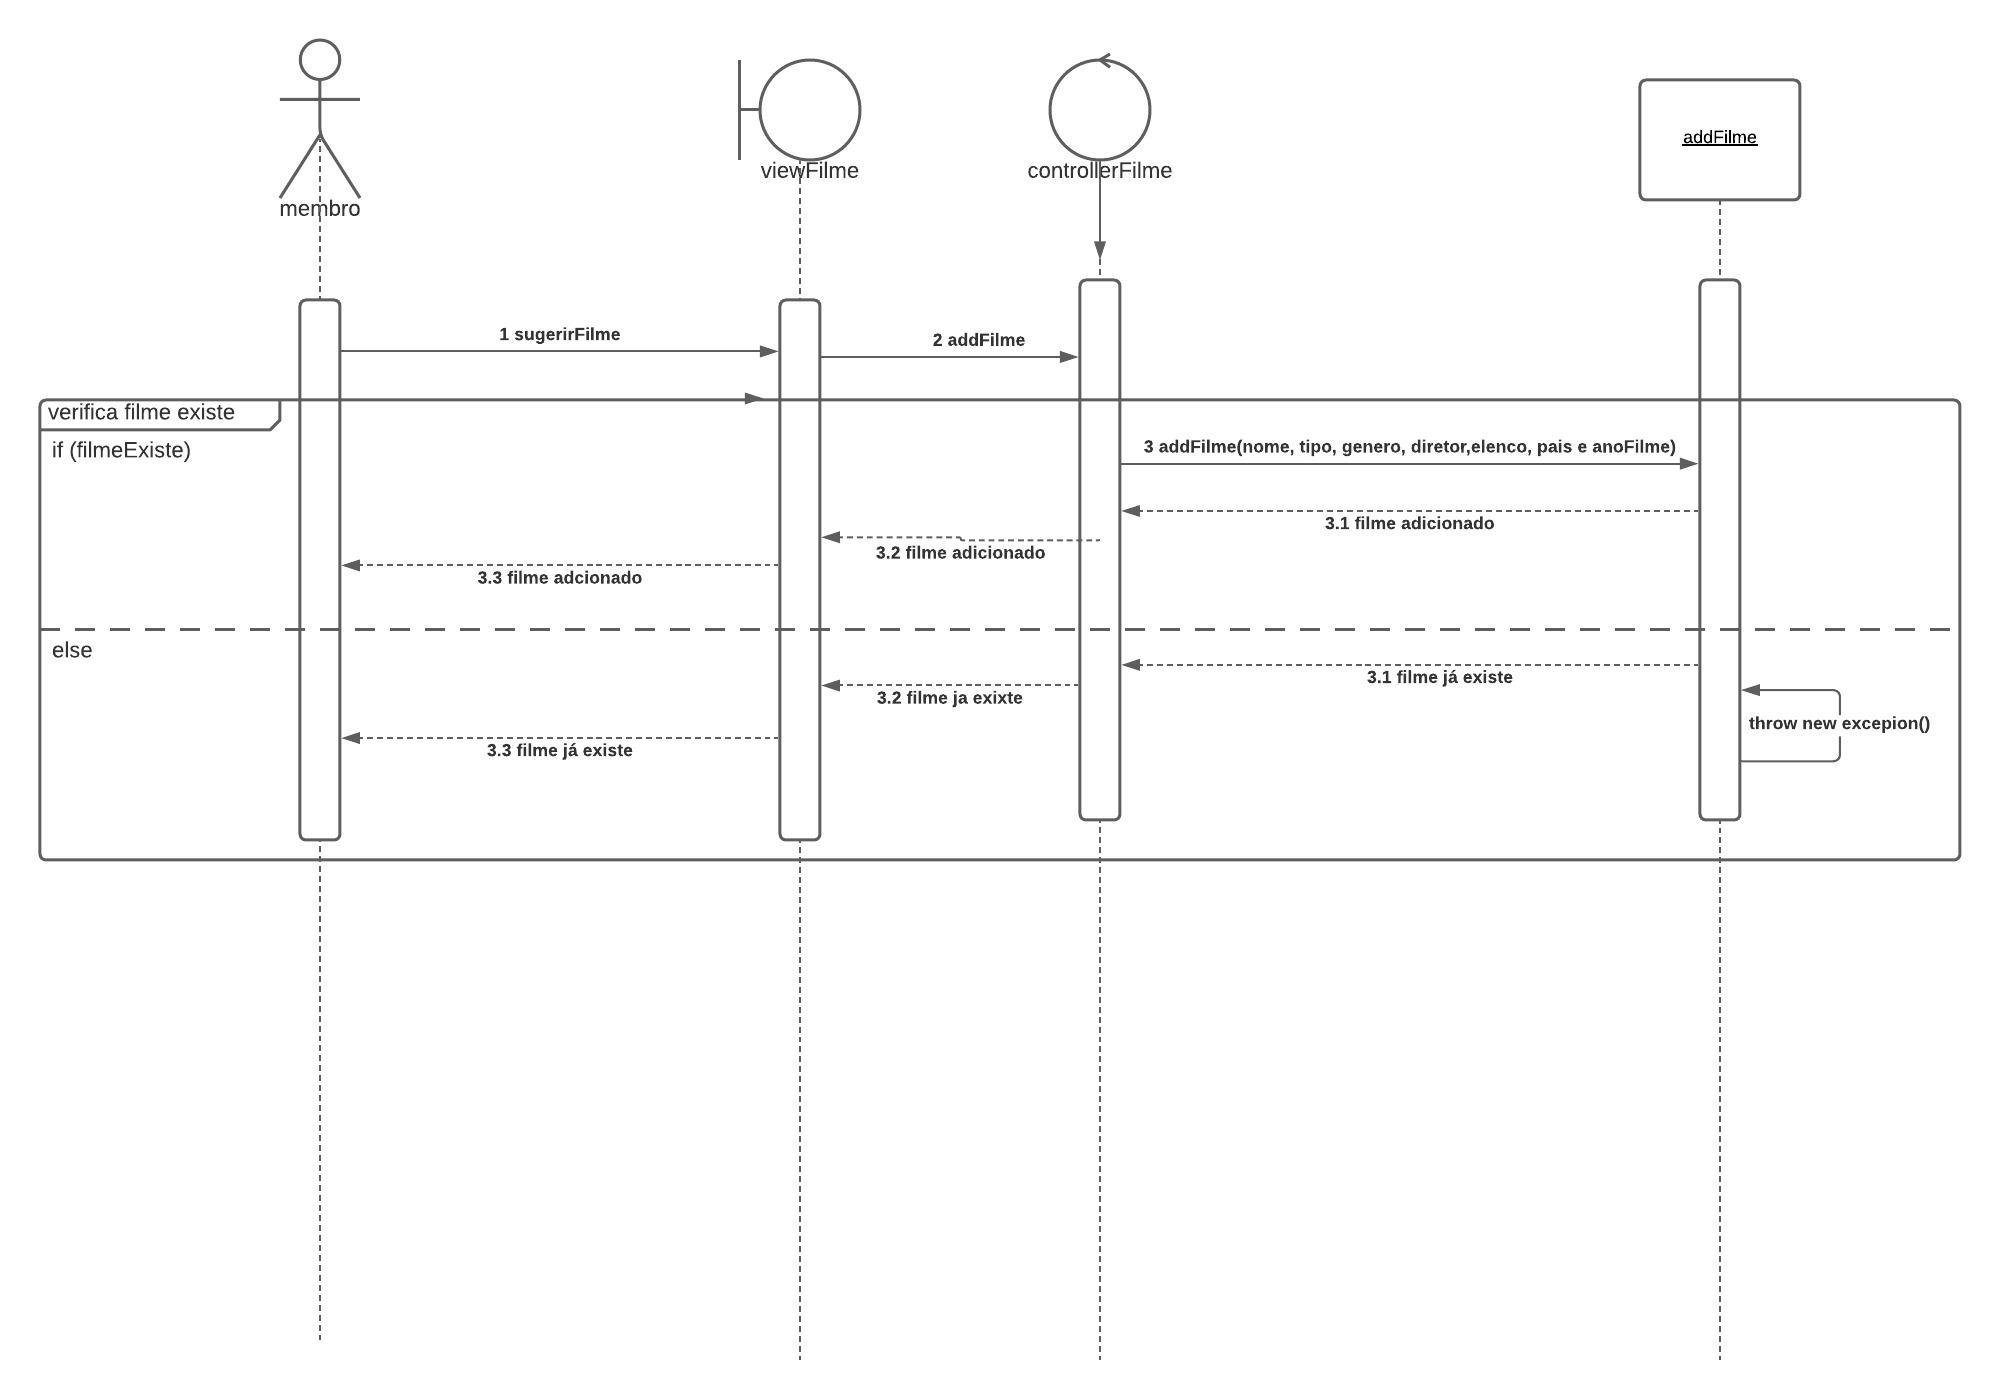 membro
viewFilme
controllerFilme
addFilme
1 sugerirFilme
2 addFilme
verifica filme existe
if (filmeExiste)
3 addFilme(nome, tipo, genero, diretor,elenco, pais e anoFilme)
3.1 filme adicionado
3.2 filme adicionado
3.3 filme adcionado
else
3.1 filme já existe
3.2 filme ja exixte
throw new excepion()
3.3 filme já existe